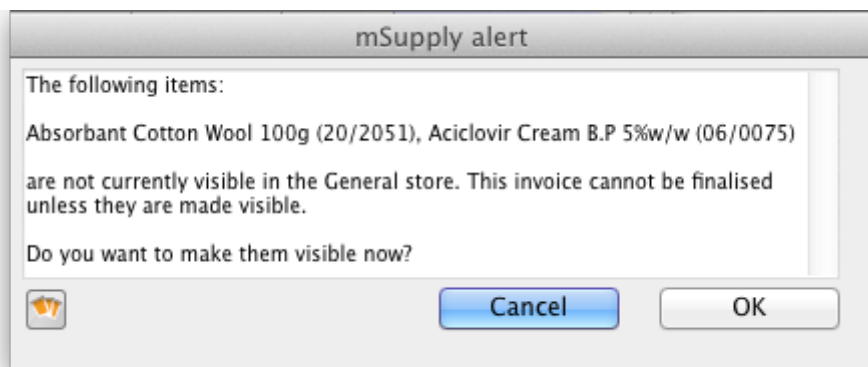 mSupply alert
The following items:
Absorbant Cotton Wool 100g (20/2051), Aciclovir Cream B.P 5%w/w (06/0075)
are not currently visible in the General store. This invoice cannot be finalised
unless they are made visible.
Do you want to make them visible now?
Cancel
OK